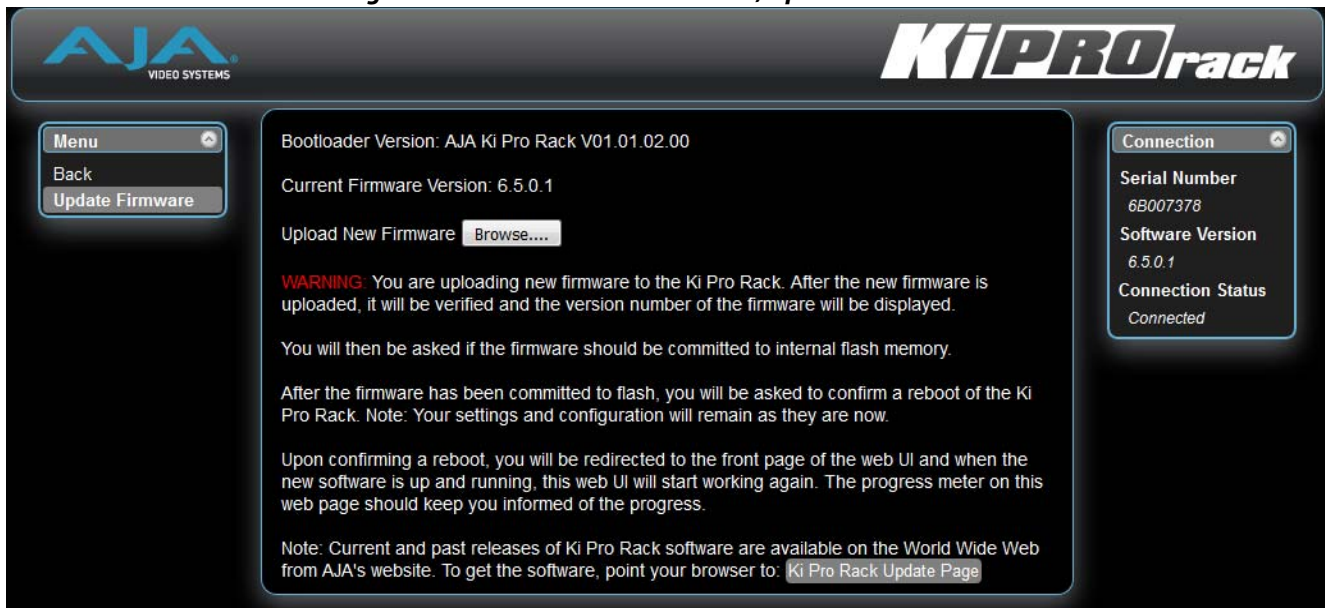 AJA
VIDEO SYSTEMS
KiPROrack
Menu
Back
Update Firmware
Bootloader Version: AJA Ki Pro Rack V01.01.02.00
Current Firmware Version: 6.5.0.1
Upload New Firmware Browse....
WARNING: You are uploading new firmware to the Ki Pro Rack. After the new firmware is
uploaded, it will be verified and the version number of the firmware will be displayed.
You will then be asked if the firmware should be committed to internal flash memory.
After the firmware has been committed to flash, you will be asked to confirm a reboot of the Ki
Pro Rack. Note: Your settings and configuration will remain as they are now.
Upon confirming a reboot, you will be redirected to the front page of the web UI and when the
new software is up and running, this web UI will start working again. The progress meter on this
web page should keep you informed of the progress.
Note: Current and past releases of Ki Pro Rack software are available on the World Wide Web
from AJA's website. To get the software, point your browser to: Ki Pro Rack Update Page
Connection
Serial Number
6B007378
Software Version
6.5.0.1
Connection Status
Connected